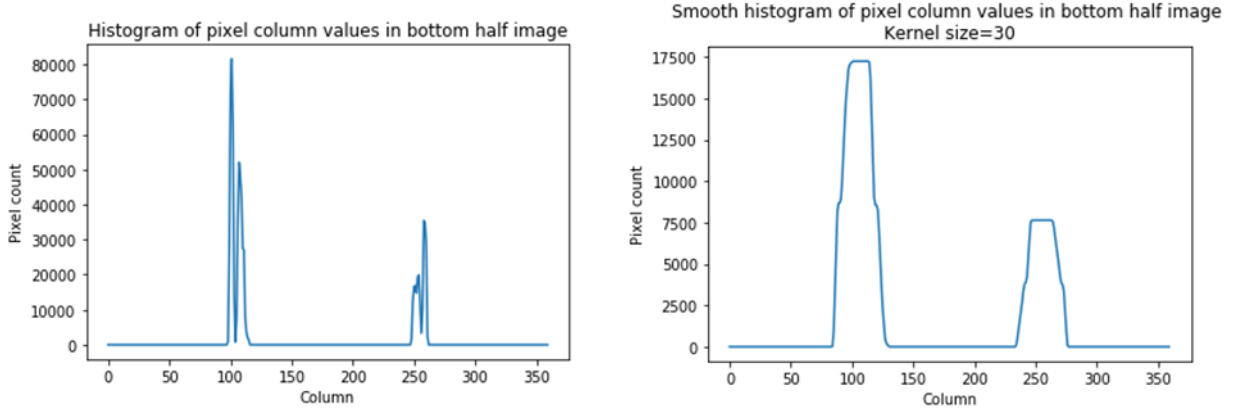 Histogram of pixel column values in bottom half image
80000
70000
60000
50000
40000
30000
20000
10000
0
Pixel count
0 50 100 150 200 250 300 350
Column
Smooth histogram of pixel column values in bottom half image
Kernel size=30
17500
15000
12500
10000
7500
5000
2500
0
Pixel count
0 50 100 150 200 250 300 350
Column